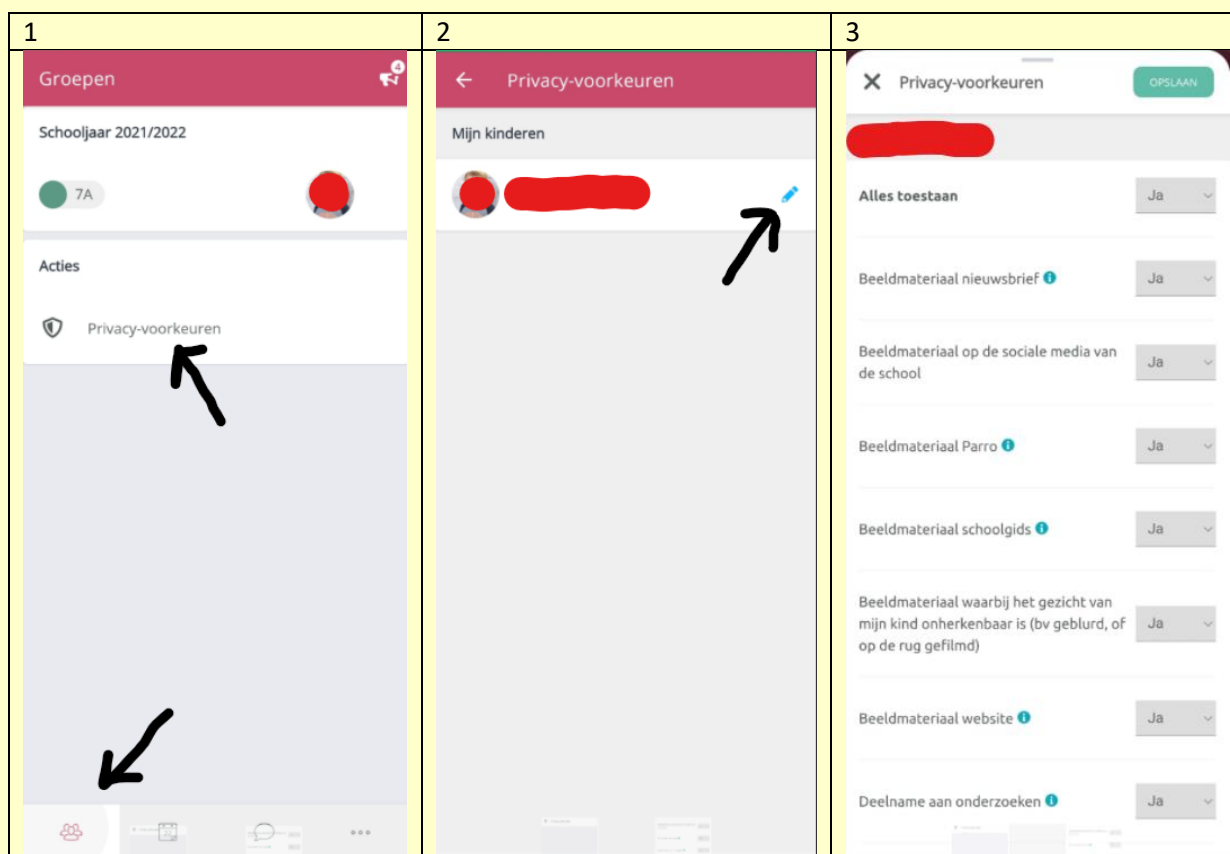 1
2
3
Groepen
4
Schooljaar 2021/2022
7A
Acties
Privacy-voorkeuren
Privacy-voorkeuren
Mijn kinderen
Privacy-voorkeuren
OPSLAAN
Alles toestaan
Ja
Beeldmateriaal nieuwsbrief
Ja
Beeldmateriaal op de sociale media van
de school
Ja
Beeldmateriaal Parro
Ja
Beeldmateriaal schoolgids
Ja
Beeldmateriaal waarbij het gezicht van
mijn kind onherkenbaar is (bv geblurd, of
op de rug gefilmd)
Ja
Beeldmateriaal website
Ja
Deelname aan onderzoeken
Ja